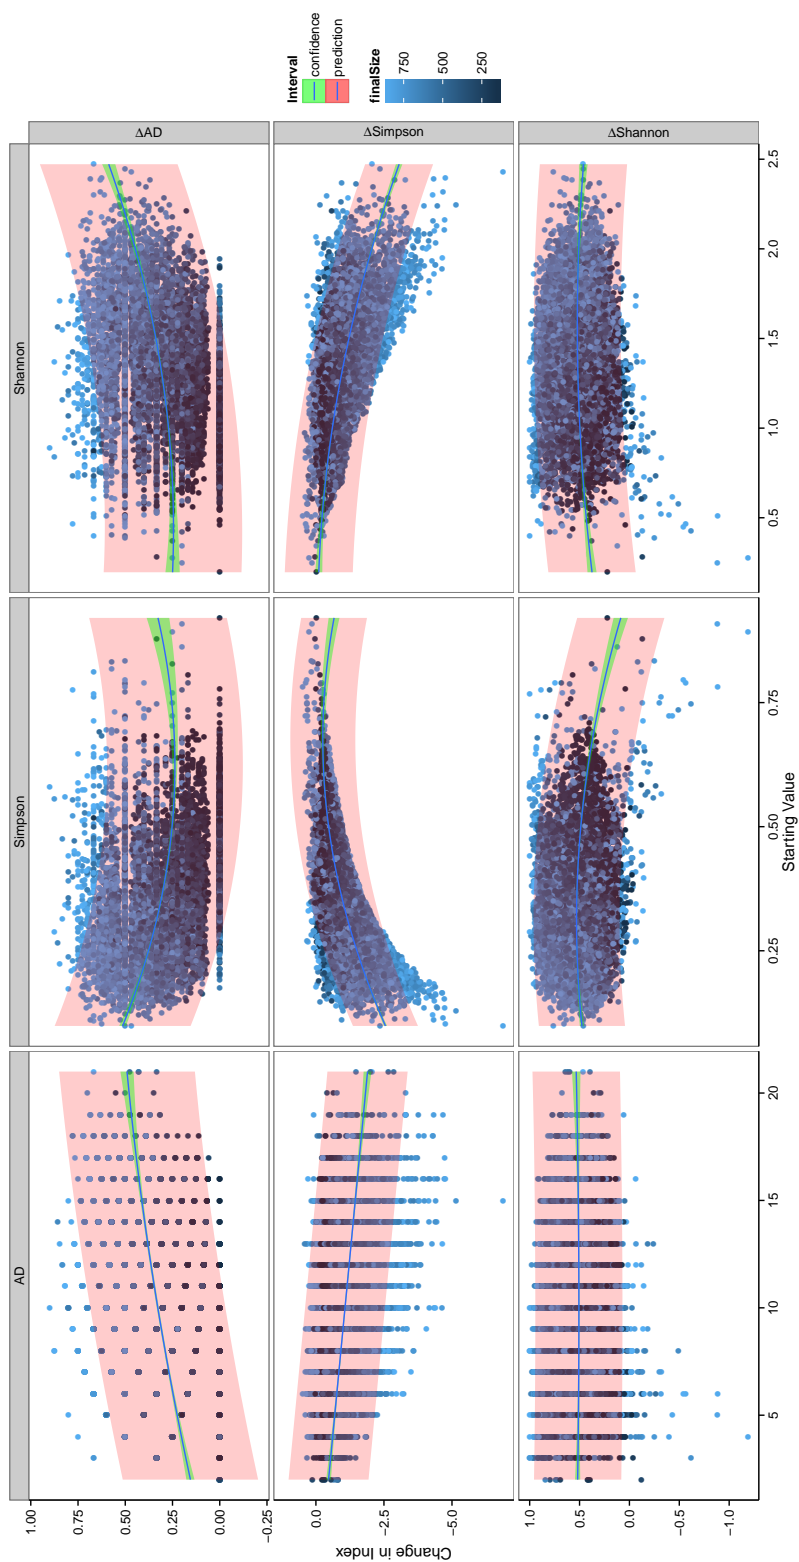 AD
Simpson
Shannon
1.00
0.75
0.50
0.25
0.00
−0.25
ΔAD
0.0
−2.5
−5.0
ΔSimpson
1.0
0.5
0.0
−0.5
−1.0
ΔShannon
Change in Index
5 10 15 20
0.25 0.50 0.75
0.5 1.0 1.5 2.0 2.5
Starting Value
Interval
confidence
prediction
finalSize
750
500
250